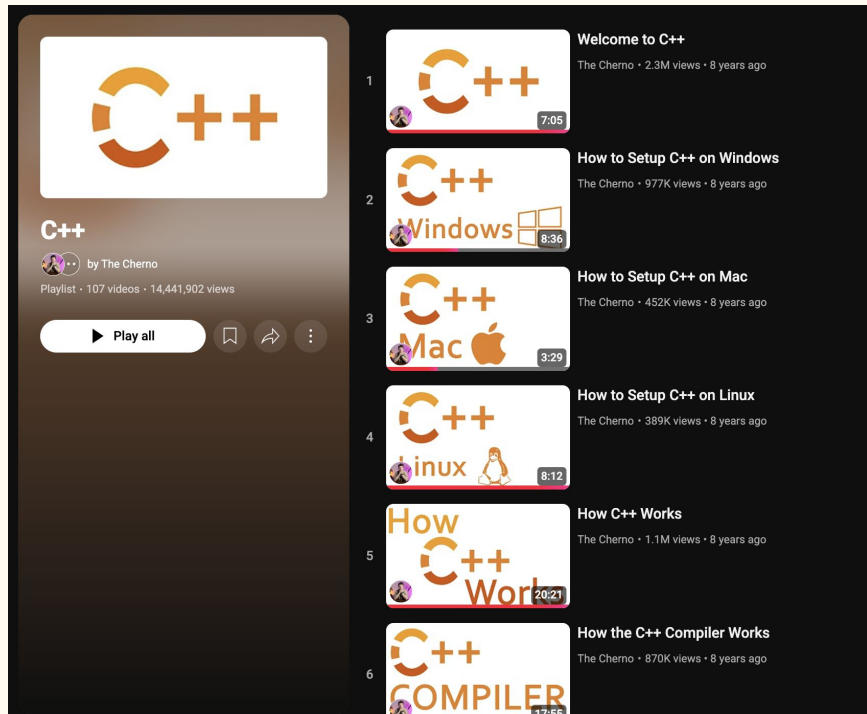 C++
C++
by The Cherno
Playlist • 107 videos • 14,441,902 views
Play all
1
C++
7:05
Welcome to C++
The Cherno • 2.3M views • 8 years ago
2
C++
Windows
8:36
How to Setup C++ on Windows
The Cherno • 977K views • 8 years ago
3
C++
Mac
3:29
How to Setup C++ on Mac
The Cherno • 452K views • 8 years ago
4
C++
Linux
8:12
How to Setup C++ on Linux
The Cherno • 389K views • 8 years ago
5
How
C++
Works
20:21
How C++ Works
The Cherno • 1.1M views • 8 years ago
6
C++
COMPILER
17:55
How the C++ Compiler Works
The Cherno • 870K views • 8 years ago